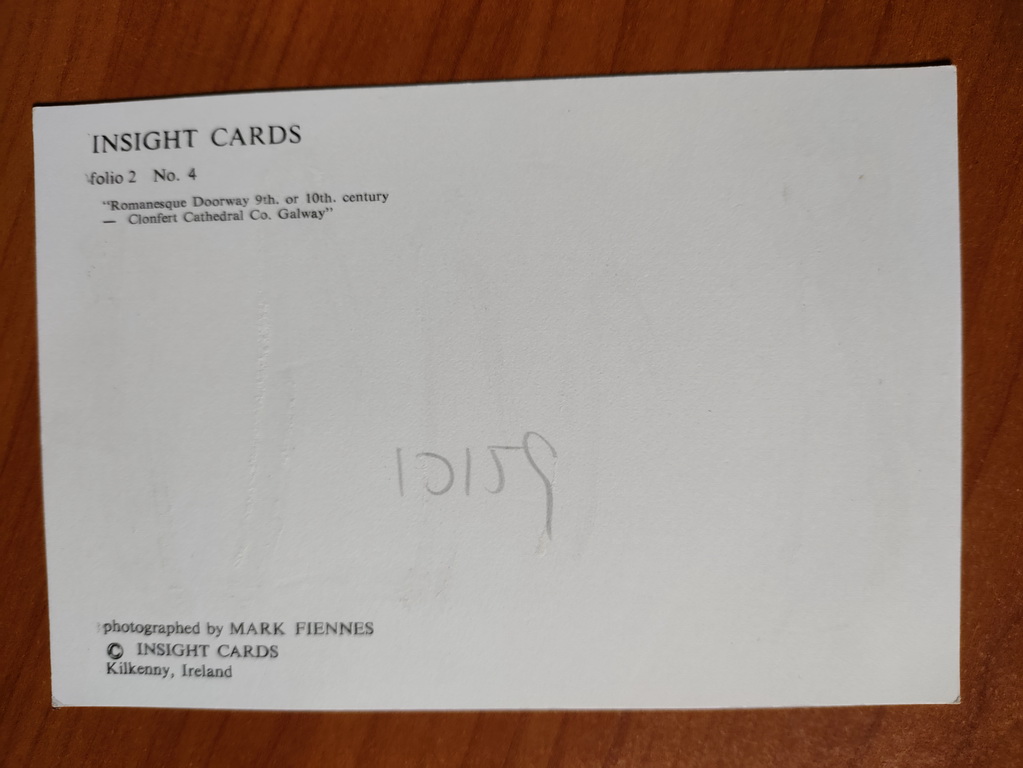 INSIGHT CARDS
folio 2 No. 4
"Romanesque Doorway 9th. or 10th. century
— Clonfert Cathedral Co. Galway"
photographed by MARK FIENNES
© INSIGHT CARDS
Kilkenny, Ireland